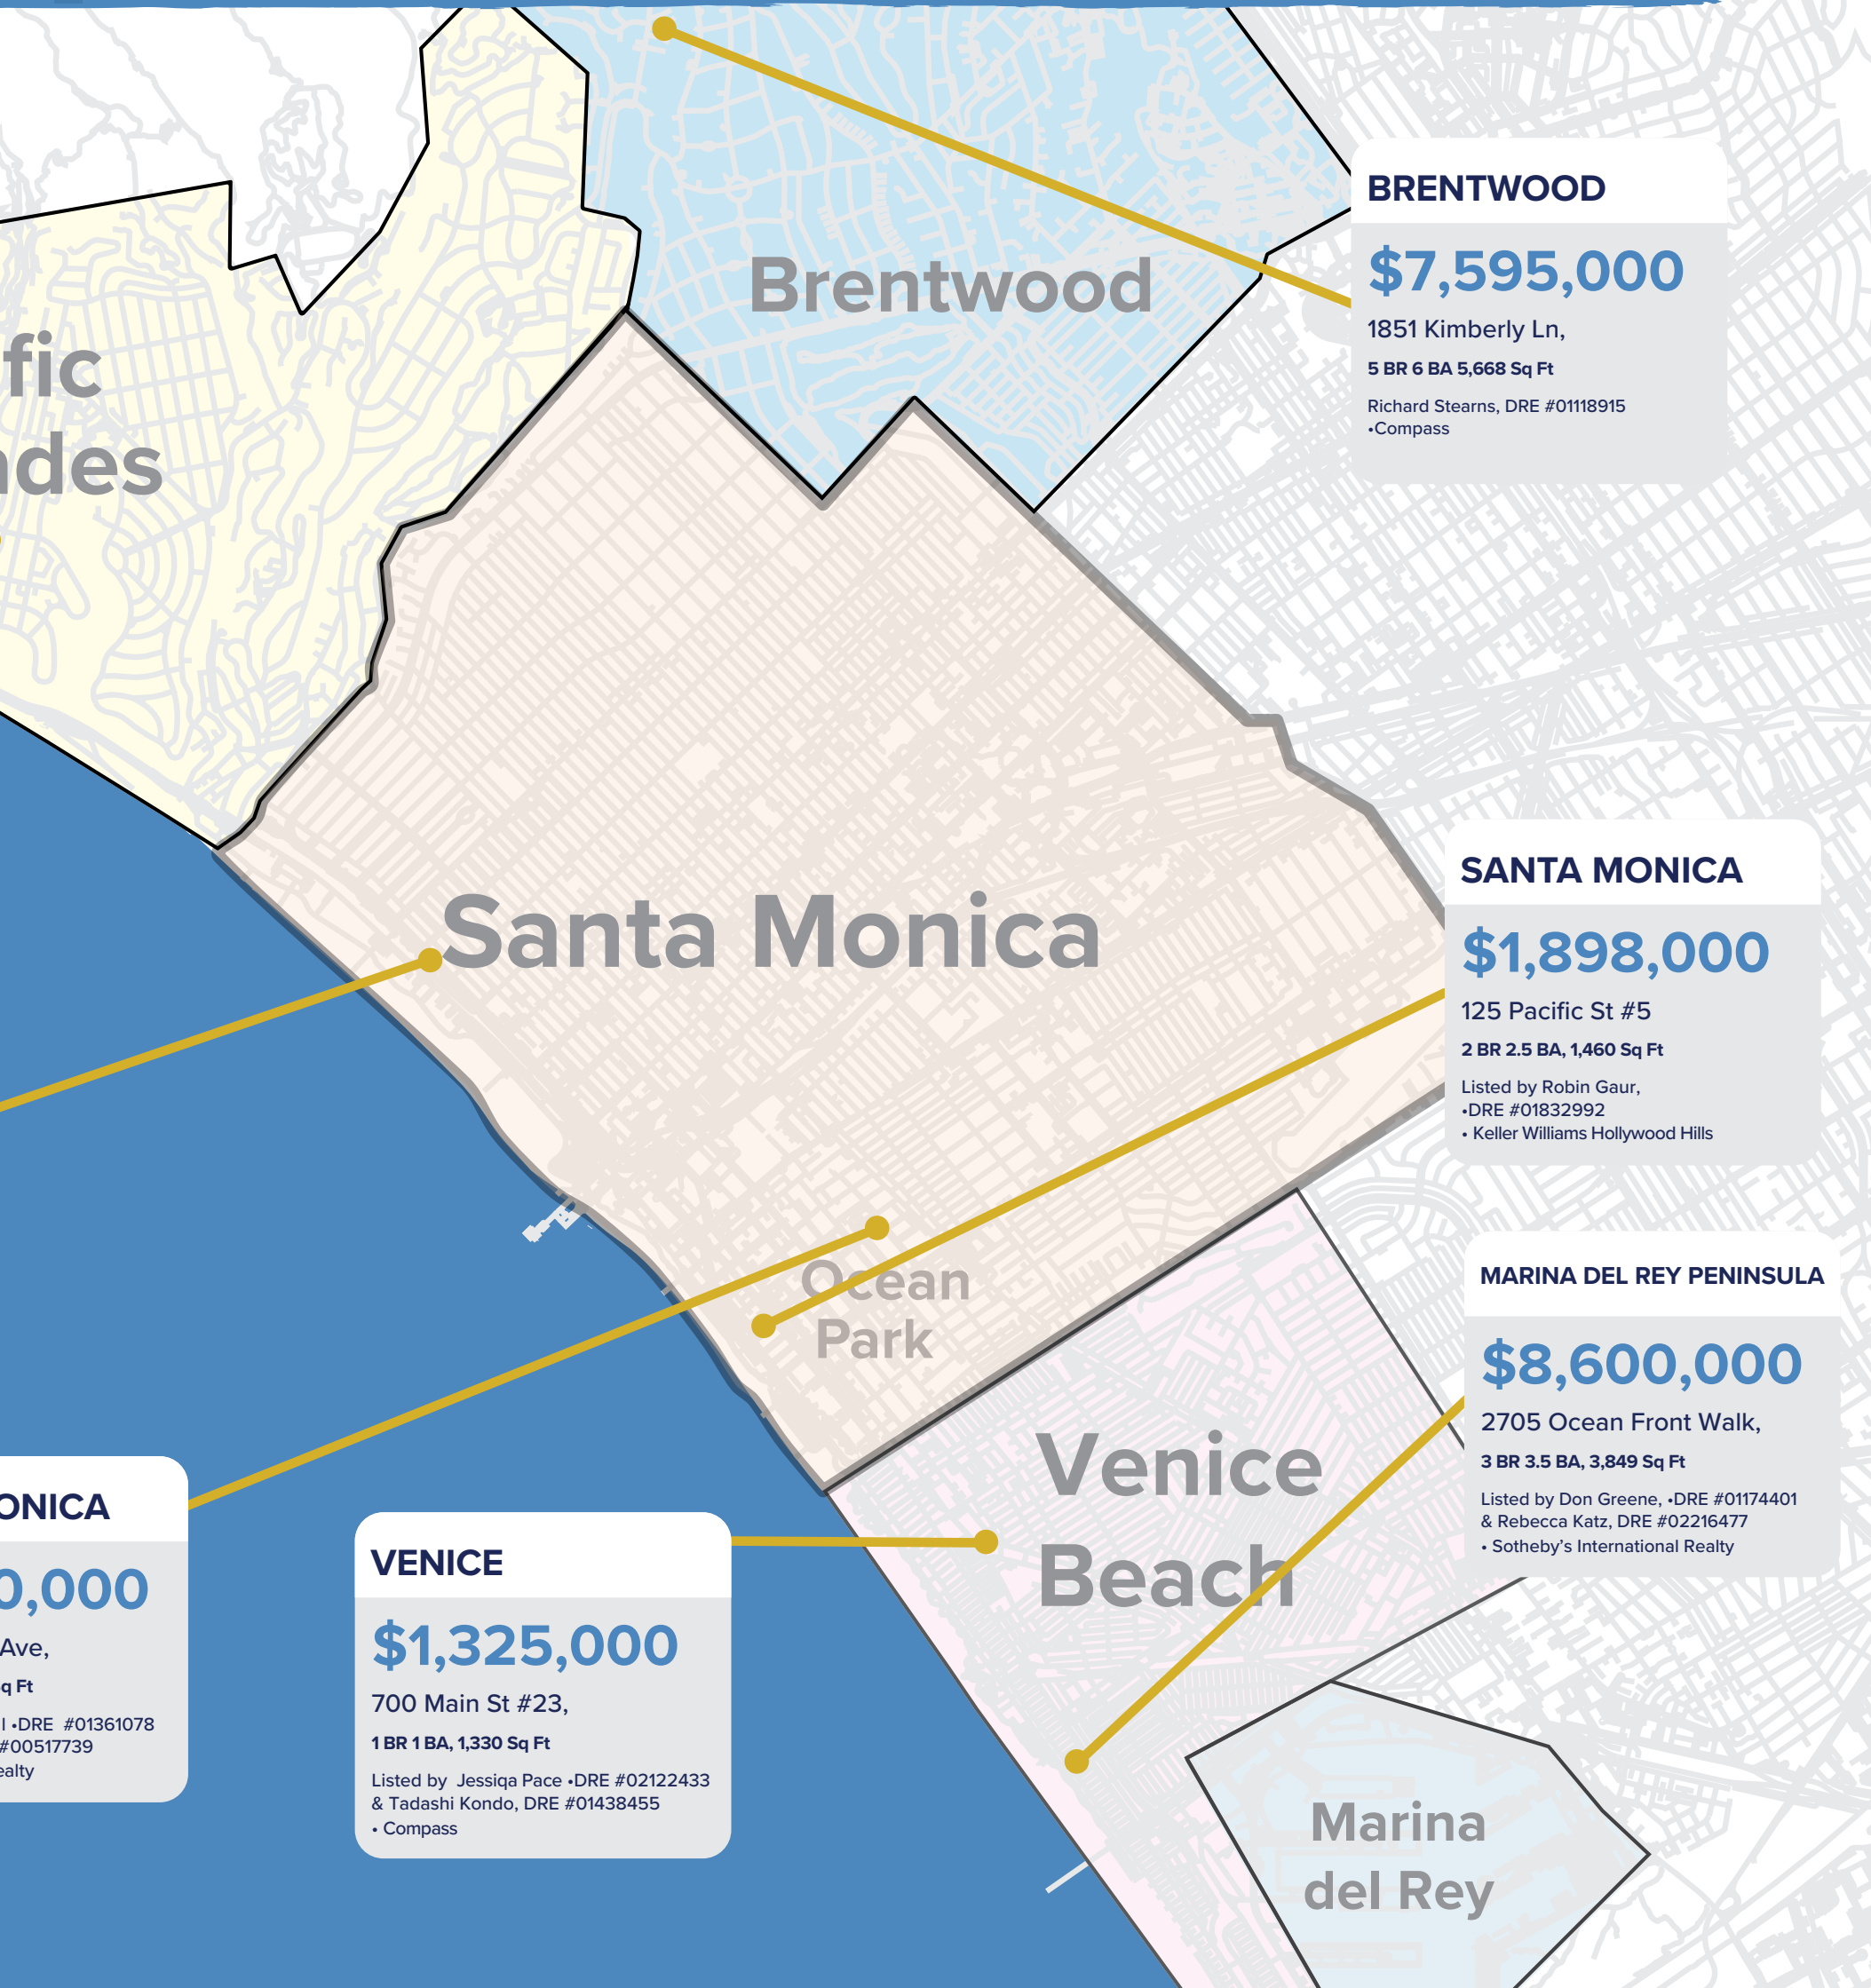 Brentwood
fic
des
Santa Monica
Ocean
Park
Venice
Beach
Marina
del Rey
BRENTWOOD
$7,595,000
1851 Kimberly Ln,
5 BR 6 BA 5,668 Sq Ft
Richard Stearns, DRE #01118915
•Compass
SANTA MONICA
$1,898,000
125 Pacific St #5
2 BR 2.5 BA, 1,460 Sq Ft
Listed by Robin Gaur,
•DRE #01832992
• Keller Williams Hollywood Hills
MARINA DEL REY PENINSULA
$8,600,000
2705 Ocean Front Walk,
3 BR 3.5 BA, 3,849 Sq Ft
Listed by Don Greene, •DRE #01174401
& Rebecca Katz, DRE #02216477
• Sotheby's International Realty
ONICA
0,000
Ave,
q Ft
l •DRE #01361078
#00517739
ealty
VENICE
$1,325,000
700 Main St #23,
1 BR 1 BA, 1,330 Sq Ft
Listed by Jessiqa Pace •DRE #02122433
& Tadashi Kondo, DRE #01438455
• Compass